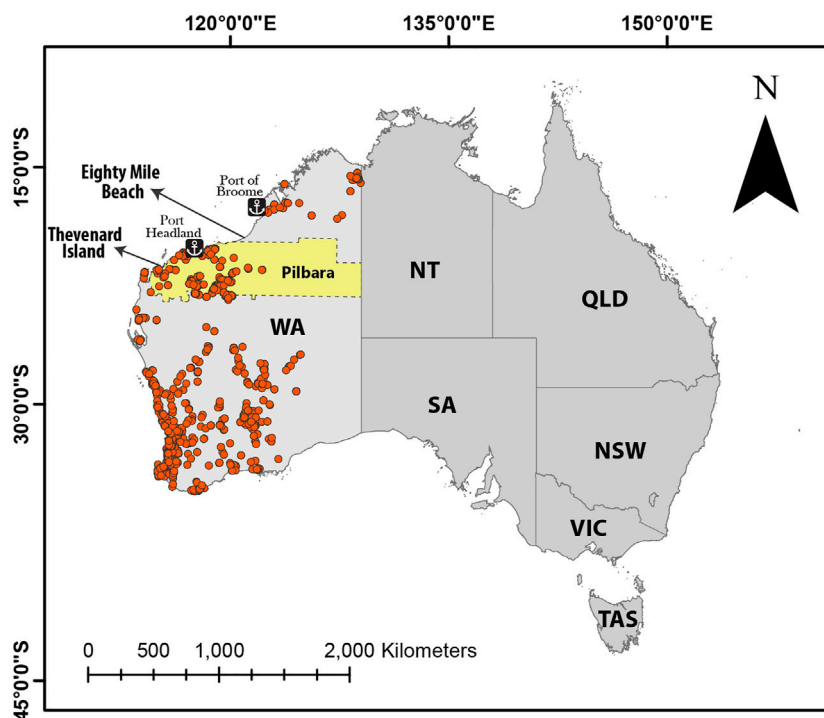 120°0'0"E
135°0'0"E
150°0'0"E
N
15°0'0"S
30°0'0"S
45°0'0"S
Eighty Mile
Beach
Port of
Broome
Thevenard
Island
Port
Headland
Pilbara
WA
NT
QLD
SA
NSW
VIC
TAS
0 500 1,000 2,000 Kilometers